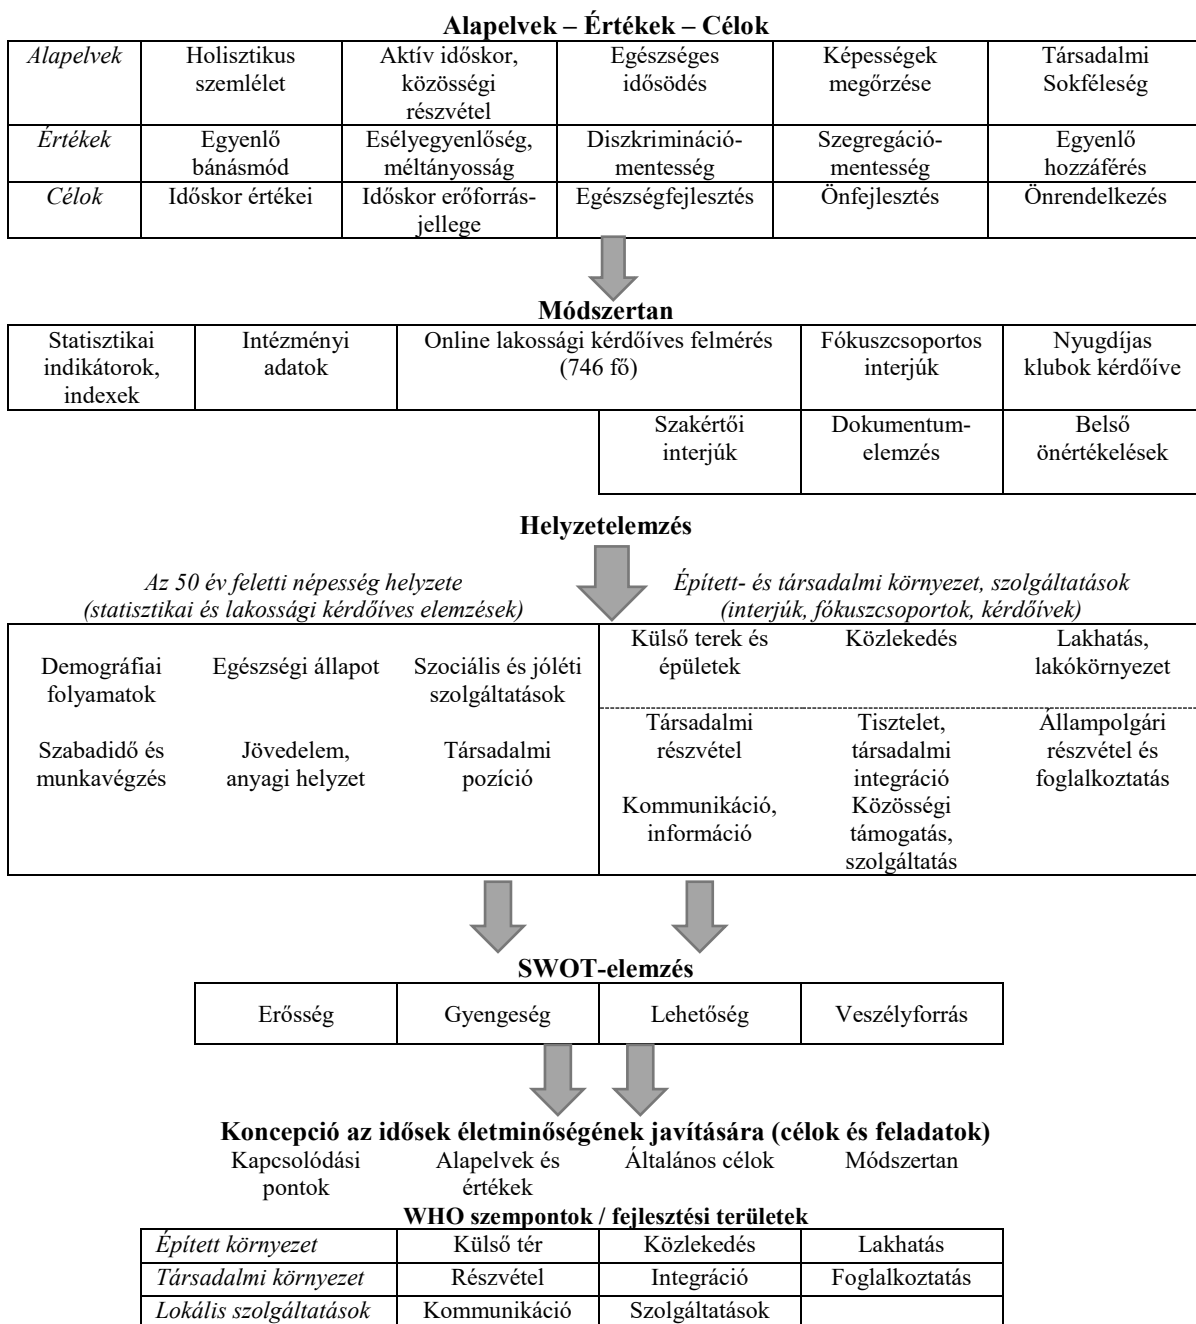 Alapelvek – Értékek – Célok
Alapelvek
Holisztikus
szemlélet
Aktív időskor,
közösségi
részvétel
Egészséges
idősödés
Képességek
megőrzése
Társadalmi
Sokféleség
Értékek
Egyenlő
bánásmód
Esélyegyenlőség,
méltányosság
Diszkrimináció-
mentesség
Szegregáció-
mentesség
Egyenlő
hozzáférés
Célok
Időskor értékei
Időskor erőforrás-
jellege
Egészségfejlesztés
Önfejlesztés
Önrendelkezés
Módszertan
Statisztikai
indikátorok,
indexek
Intézményi
adatok
Online lakossági kérdőíves felmérés
(746 fő)
Fókuszcsoportos
interjúk
Nyugdíjas
klubok kérdőíve
Szakértői
interjúk
Dokumentum-
elemzés
Belső
önértékelések
Helyzetelemzés
Az 50 év feletti népesség helyzete
(statisztikai és lakossági kérdőíves elemzések)
Épített- és társadalmi környezet, szolgáltatások
(interjúk, fókuszcsoportok, kérdőívek)
Demográfiai
folyamatok
Egészségi állapot
Szociális és jóléti
szolgáltatások
Szabadidő és
munkavégzés
Jövedelem,
anyagi helyzet
Társadalmi
pozíció
Külső terek és
épületek
Közlekedés
Lakhatás,
lakókörnyezet
Társadalmi
részvétel
Tisztelet,
társadalmi
integráció
Állampolgári
részvétel és
foglalkoztatás
Kommunikáció,
információ
Közösségi
támogatás,
szolgáltatás
SWOT-elemzés
Erősség
Gyengeség
Lehetőség
Veszélyforrás
Koncepció az idősek életminőségének javítására (célok és feladatok)
Kapcsolódási
pontok
Alapelvek és
értékek
Általános célok
Módszertan
WHO szempontok / fejlesztési területek
Épített környezet
Külső tér
Közlekedés
Lakhatás
Társadalmi környezet
Részvétel
Integráció
Foglalkoztatás
Lokális szolgáltatások
Kommunikáció
Szolgáltatások